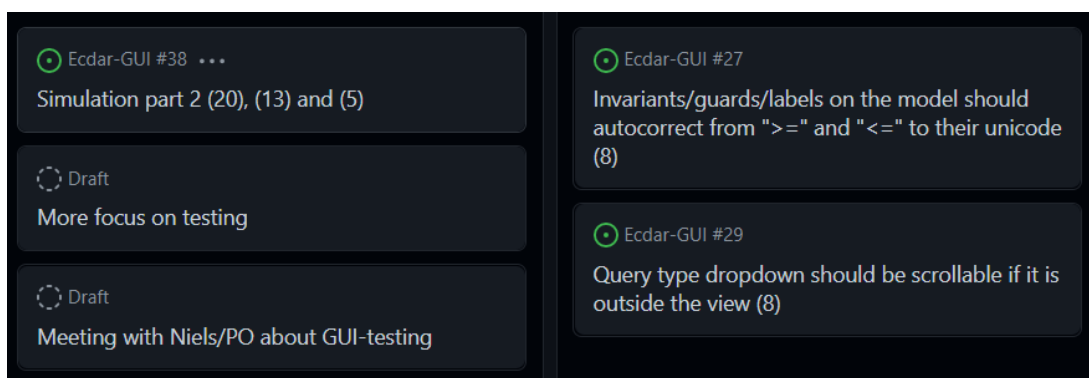 Ecdar-GUI #38 ...
Simulation part 2 (20), (13) and (5)
Draft
More focus on testing
Draft
Meeting with Niels/PO about GUI-testing
Ecdar-GUI #27
Invariants/guards/labels on the model should
autocorrect from ">=" and "<=" to their unicode
(8)
Ecdar-GUI #29
Query type dropdown should be scrollable if it is
outside the view (8)